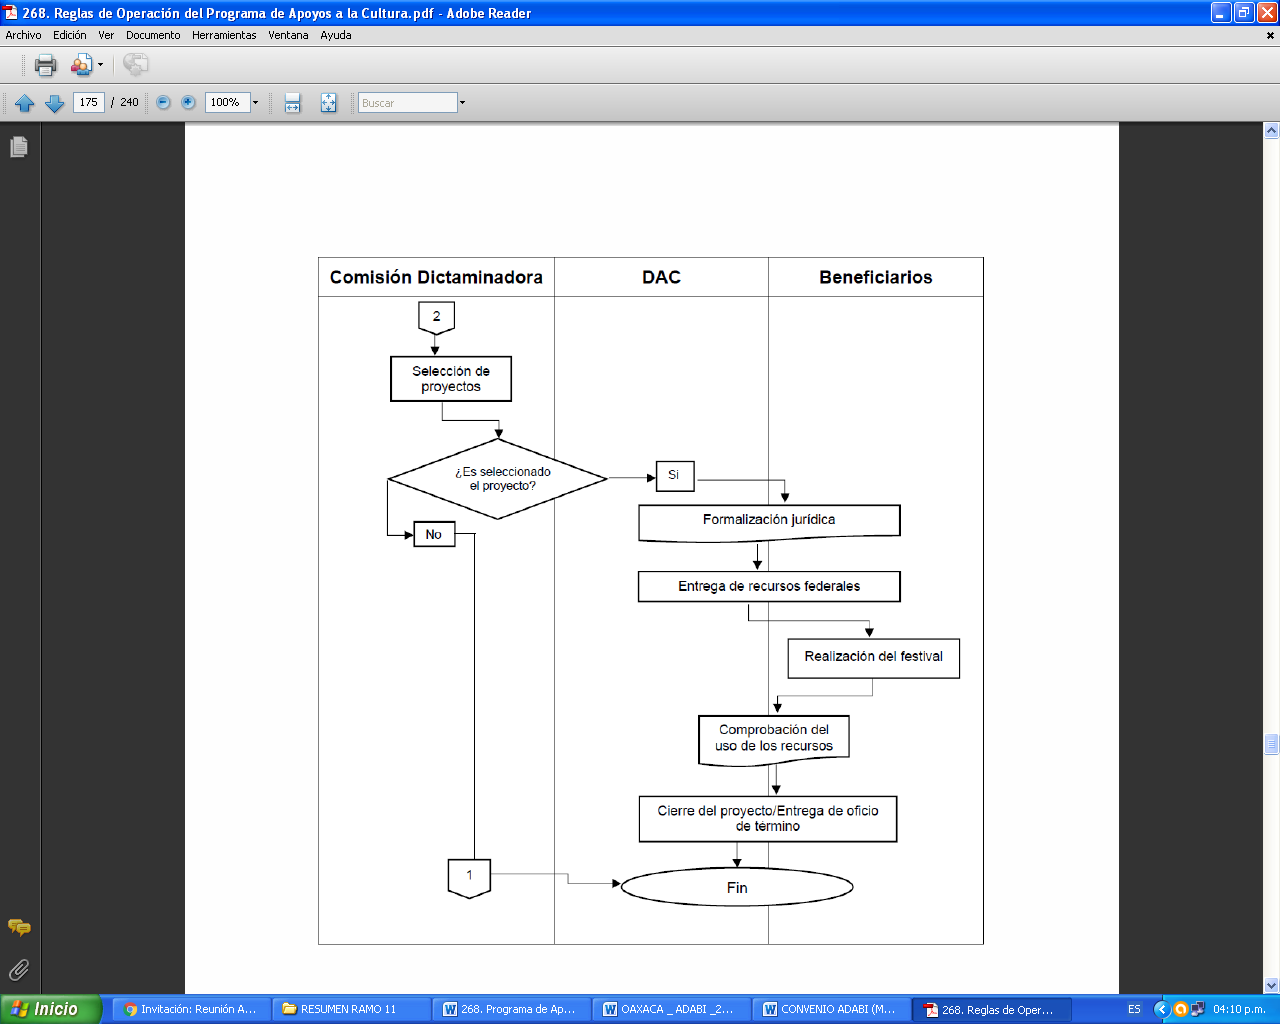 268. Reglas de Operación del Programa de Apoyos a la Cultura.pdf - Adobe Reader
Archivo Edición Ver Documento Herramientas Ventana Ayuda
175 / 240 100% Buscar
Comisión Dictaminadora DAC Beneficiarios
2
Selección de
proyectos
¿Es seleccionado
el proyecto?
Si
No
Formalización jurídica
Entrega de recursos federales
Realización del festival
Comprobación del
uso de los recursos
Cierre del proyecto/Entrega de oficio
de término
1
Fin
Inicio Invitación: Reunión A... RESUMEN RAMO 11 268. Programa de Ap... OAXACA _ ADABI _2... CONVENIO ADABI (M... 268. Reglas de Oper... ES 04:10 p.m.